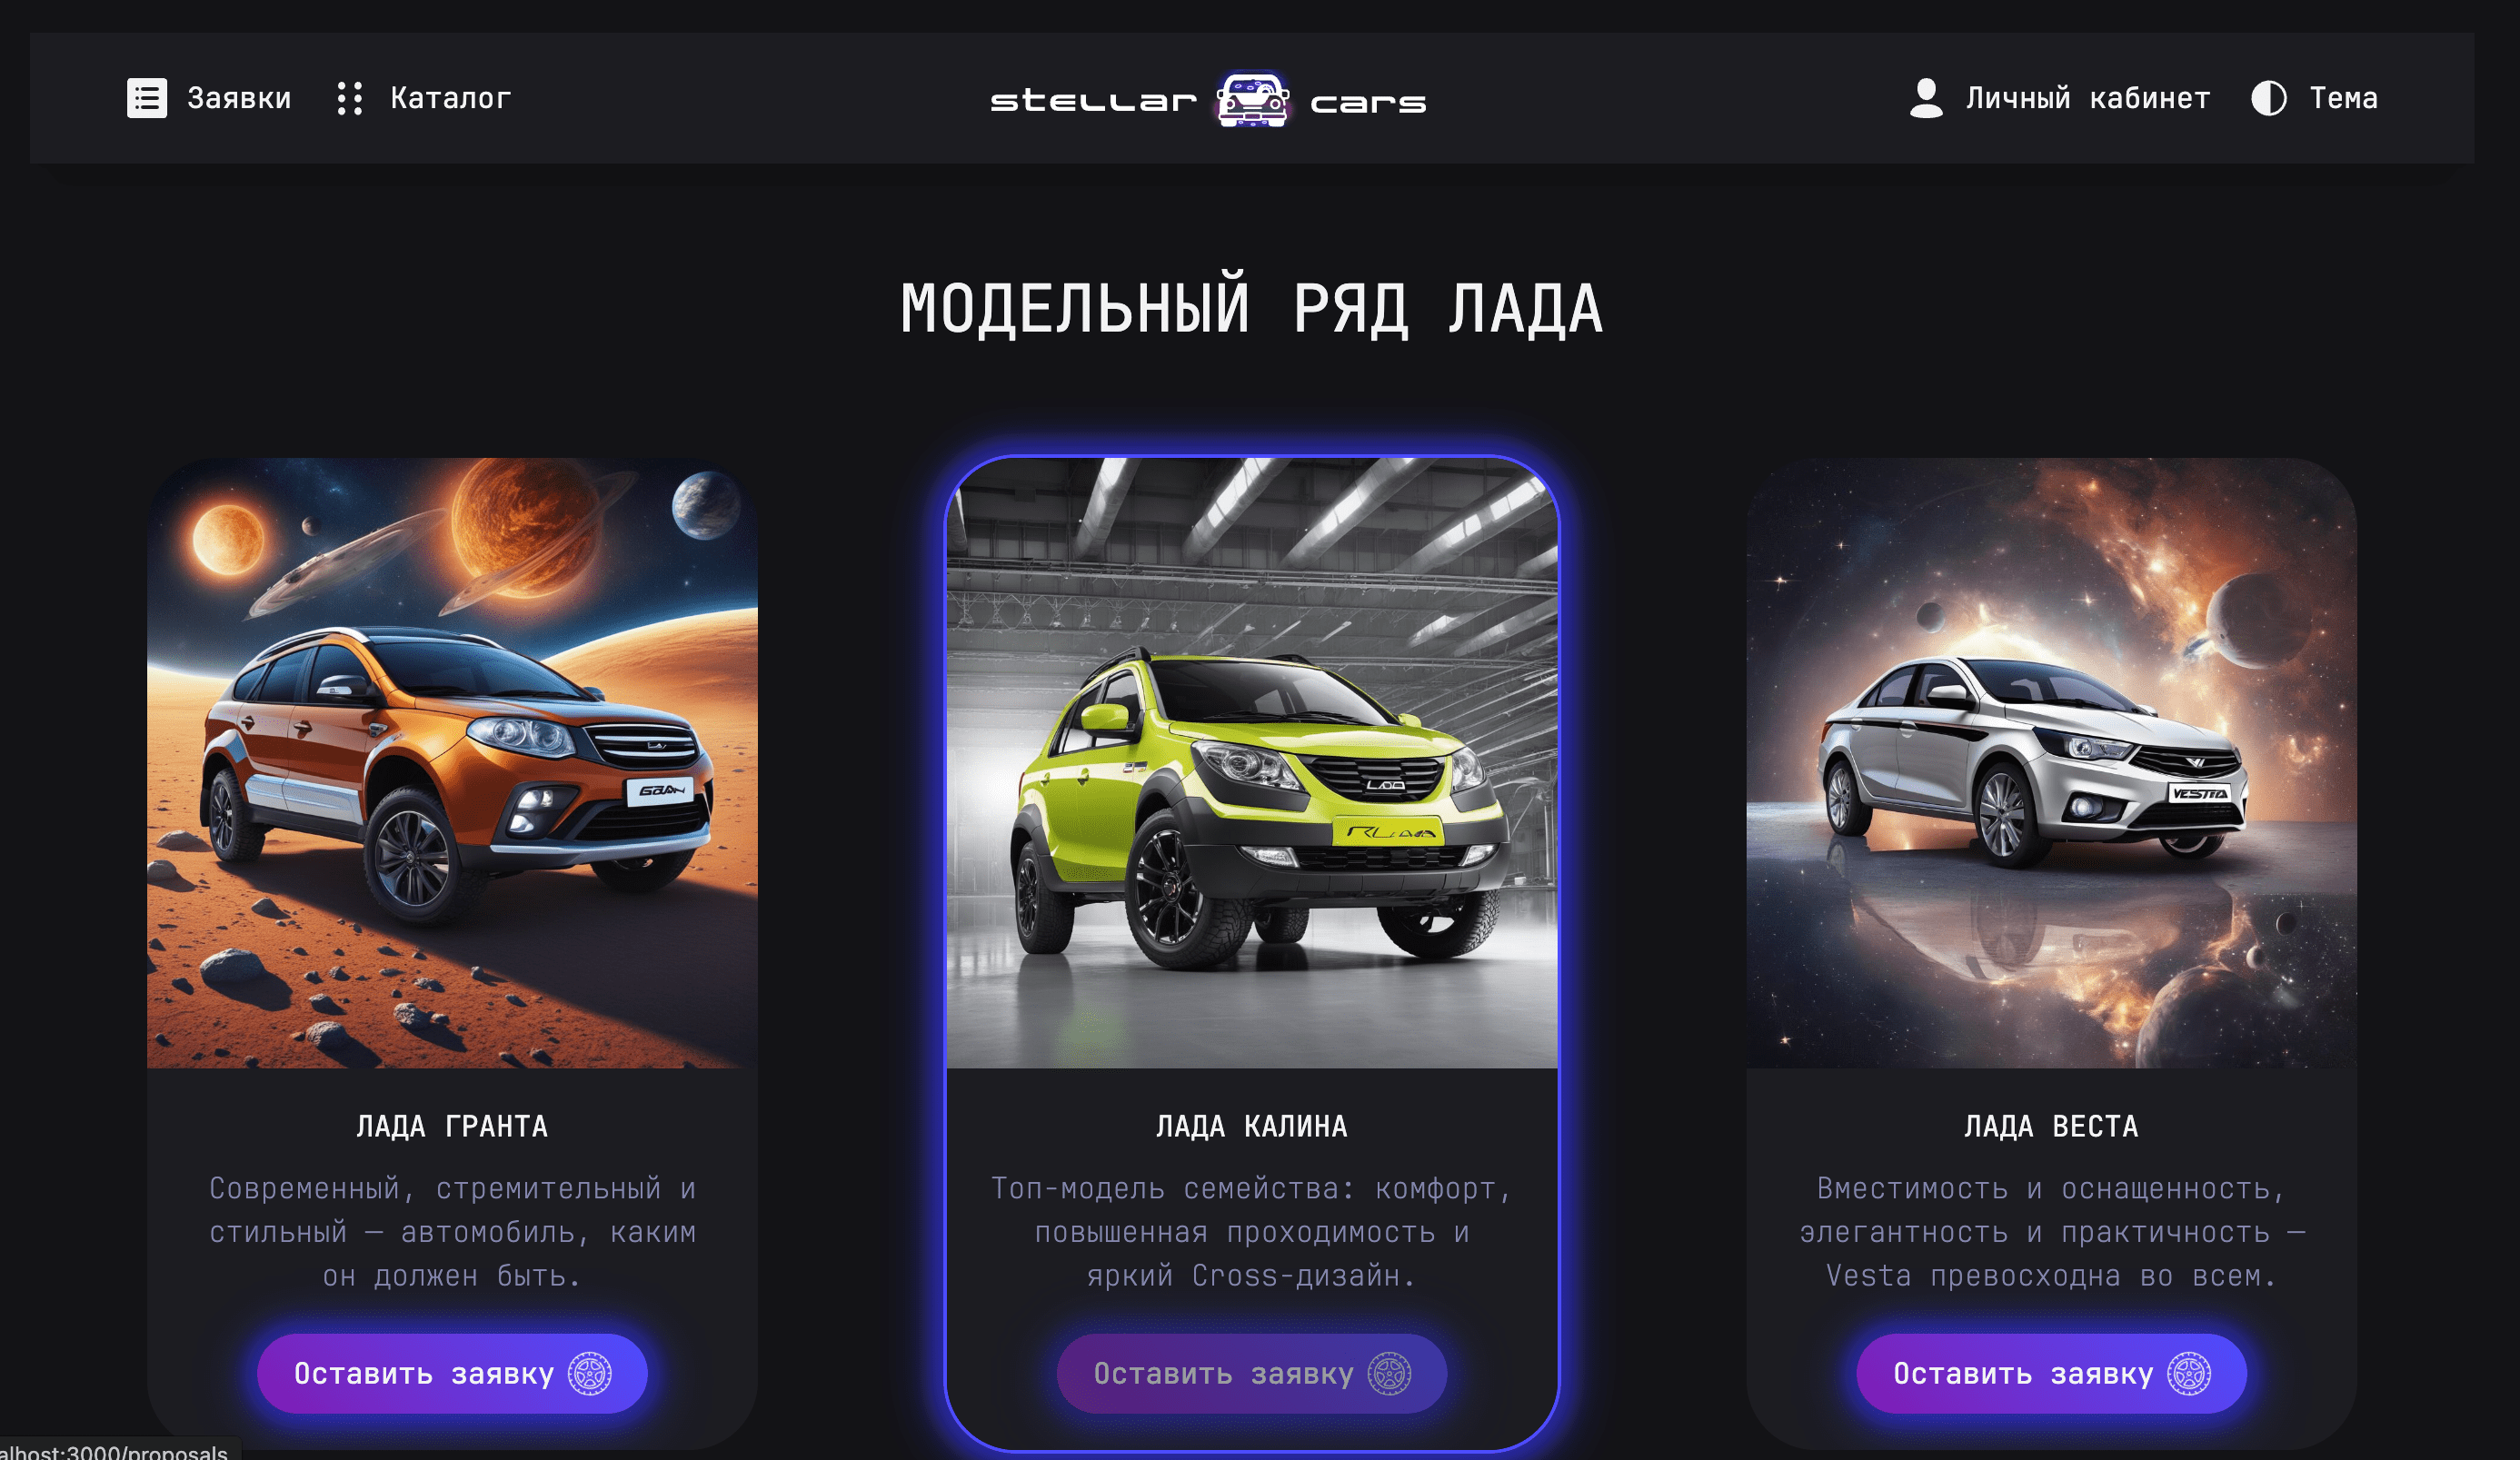 Заявки
Каталог
stellar cars
Личный кабинет
Тема
МОДЕЛЬНЫЙ РЯД ЛАДА
VESTA
ЛАДА ГРАНТА
Современный, стремительный и
стильный — автомобиль, каким
он должен быть.
Оставить заявку
ЛАДА КАЛИНА
Топ-модель семейства: комфорт,
повышенная проходимость и
яркий Cross-дизайн.
Оставить заявку
ЛАДА ВЕСТА
Вместимость и оснащенность,
элегантность и практичность —
Vesta превосходна во всем.
Оставить заявку
alhost:3000/proposals